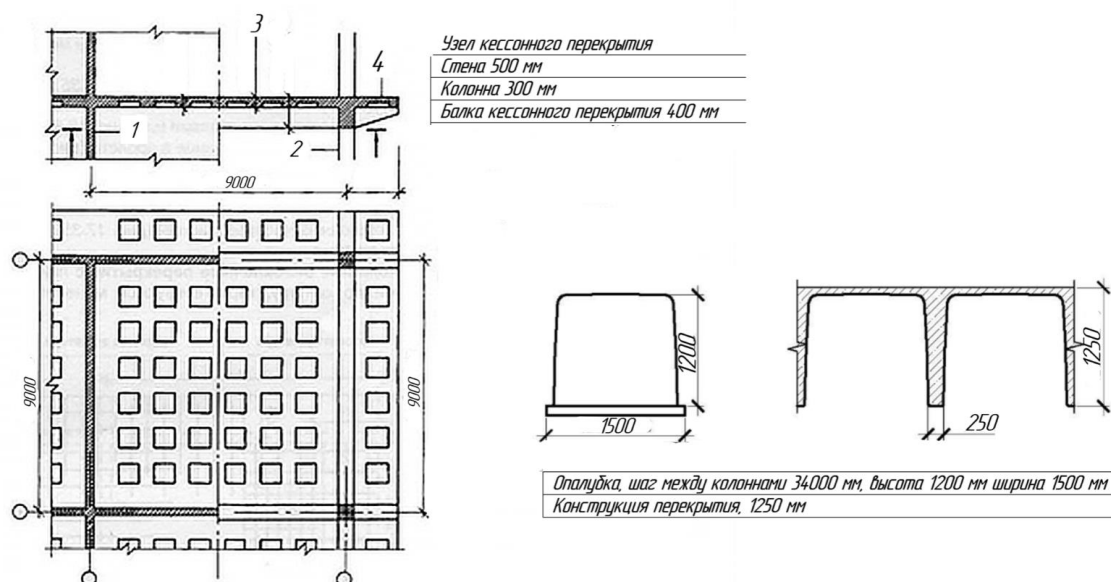 3
4
1
2
9000
9000
9000
Узел кессонного перекрытия
Стена 500 мм
Колонна 300 мм
Балка кессонного перекрытия 400 мм
1200
1500
1250
250
Опалубка, шаг между колоннами 34000 мм, высота 1200 мм ширина 1500 мм
Конструкция перекрытия, 1250 мм